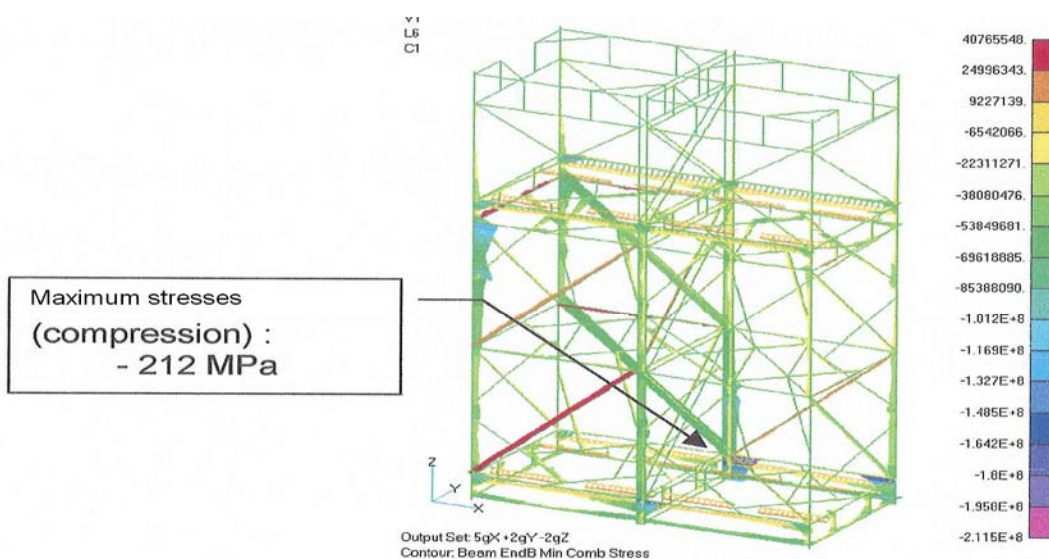 L6
C1
Maximum stresses
(compression) :
- 212 MPa
40765548.
24996343.
9227139.
-6542066.
-22311271.
-38080476.
-53849681.
-69618885.
-85388090.
-1.012E+8
-1.169E+8
-1.327E+8
-1.485E+8
-1.642E+8
-1.8E+8
-1.958E+8
-2.115E+8
Z
Y
X
Output Set: 5gX +2gY -2gZ
Contour: Beam EndB Min Comb Stress